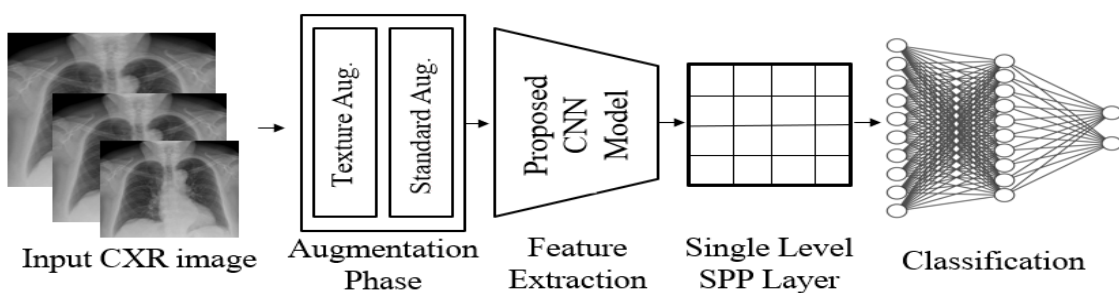 Texture Aug.
Standard Aug.
Proposed
CNN
Model
Input CXR image
Augmentation
Phase
Feature
Extraction
Single Level
SPP Layer
Classification